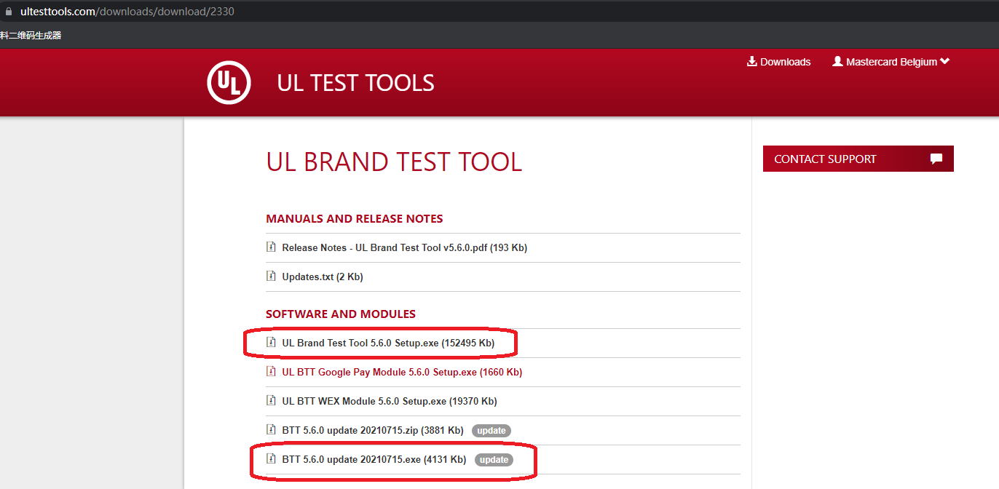 ultesttools.com/downloads/download/2330
料二维码生成器
Downloads
Mastercard Belgium
UL
UL TEST TOOLS
UL BRAND TEST TOOL
CONTACT SUPPORT
MANUALS AND RELEASE NOTES
Release Notes - UL Brand Test Tool v5.6.0.pdf (193 Kb)
Updates.txt (2 Kb)
SOFTWARE AND MODULES
UL Brand Test Tool 5.6.0 Setup.exe (152495 Kb)
UL BTT Google Pay Module 5.6.0 Setup.exe (1660 Kb)
UL BTT WEX Module 5.6.0 Setup.exe (19370 Kb)
BTT 5.6.0 update 20210715.zip (3881 Kb) update
BTT 5.6.0 update 20210715.exe (4131 Kb) update